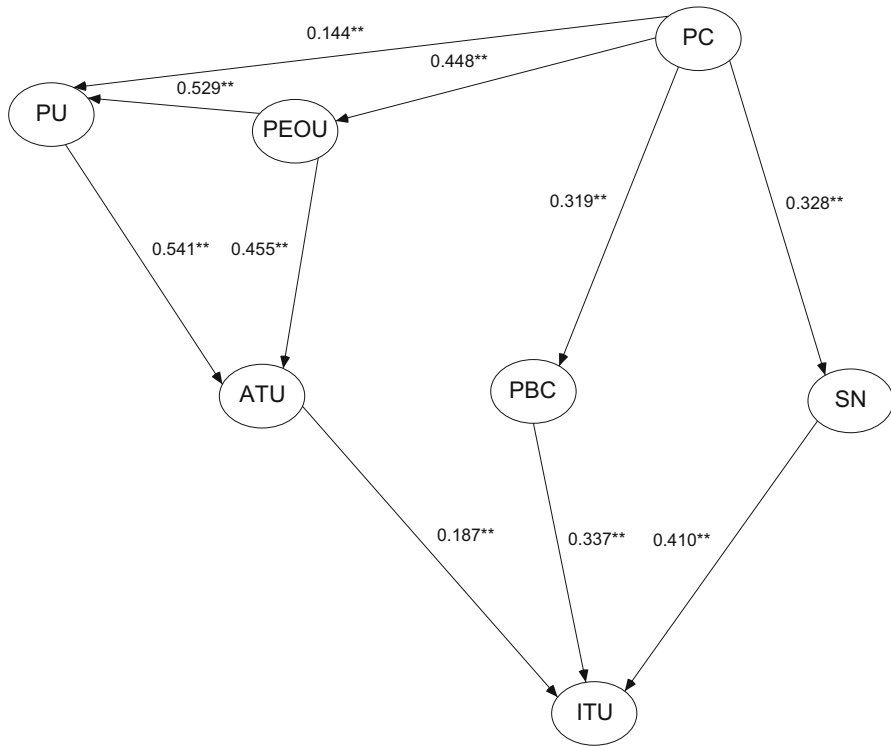 0.144**
PC
0.448**
0.529**
PU
PEOU
0.319**
0.328**
0.541**
0.455**
ATU
PBC
SN
0.187**
0.337**
0.410**
ITU